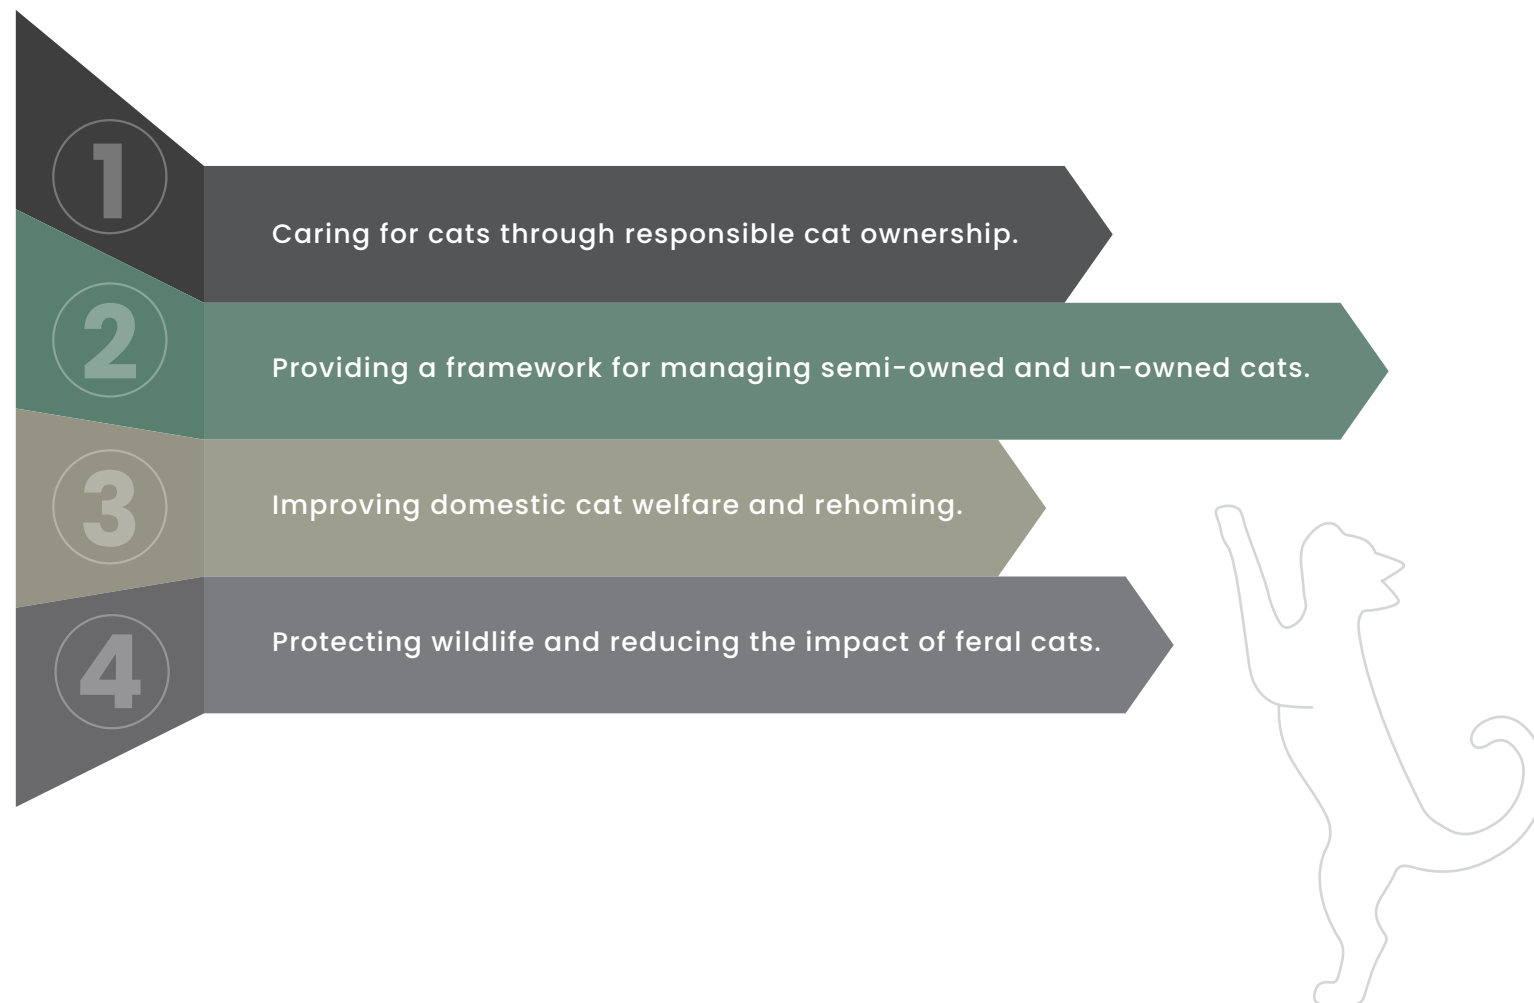 1
Caring for cats through responsible cat ownership.
2
Providing a framework for managing semi-owned and un-owned cats.
3
Improving domestic cat welfare and rehoming.
4
Protecting wildlife and reducing the impact of feral cats.